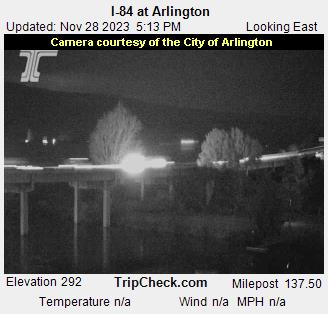 I-84 at Arlington
Updated: Nov 28 2023 5:13 PM Looking East
Camera courtesy of the City of Arlington
Elevation 292 TripCheck.com Milepost 137.50
Temperature n/a Wind n/a MPH n/a